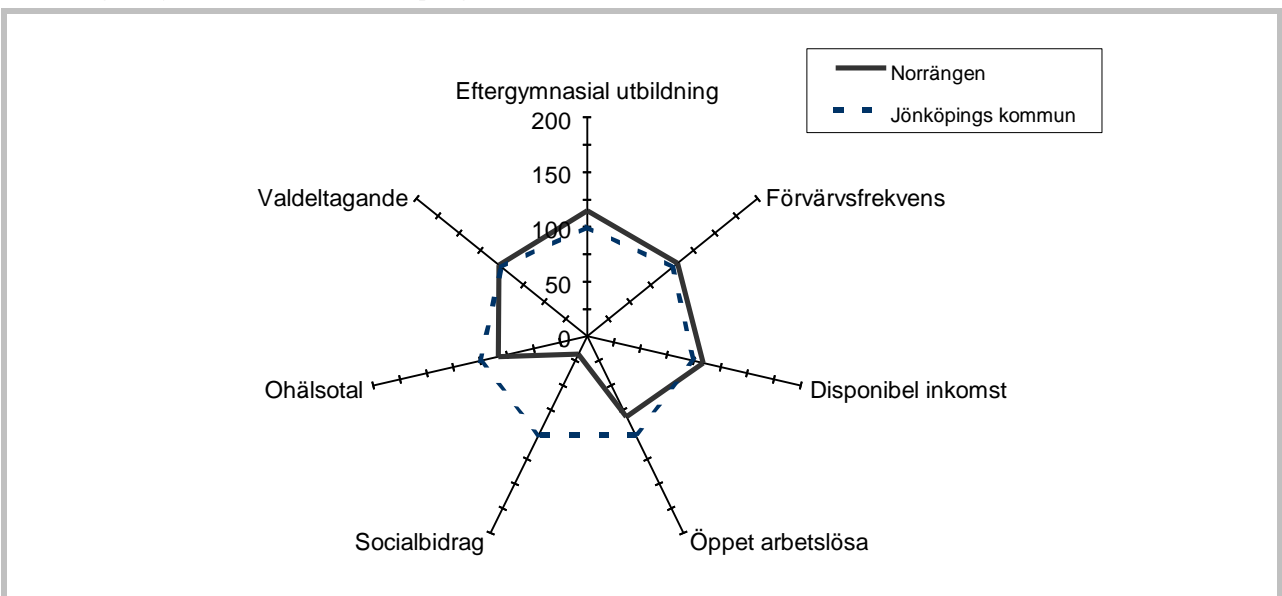 Norrängen
Jönköpings kommun
Eftergymnasial utbildning
200
150
100
50
0
Valdeltagande
Förvärvsfrekvens
Ohälsotal
Disponibel inkomst
Socialbidrag
Öppet arbetslösa